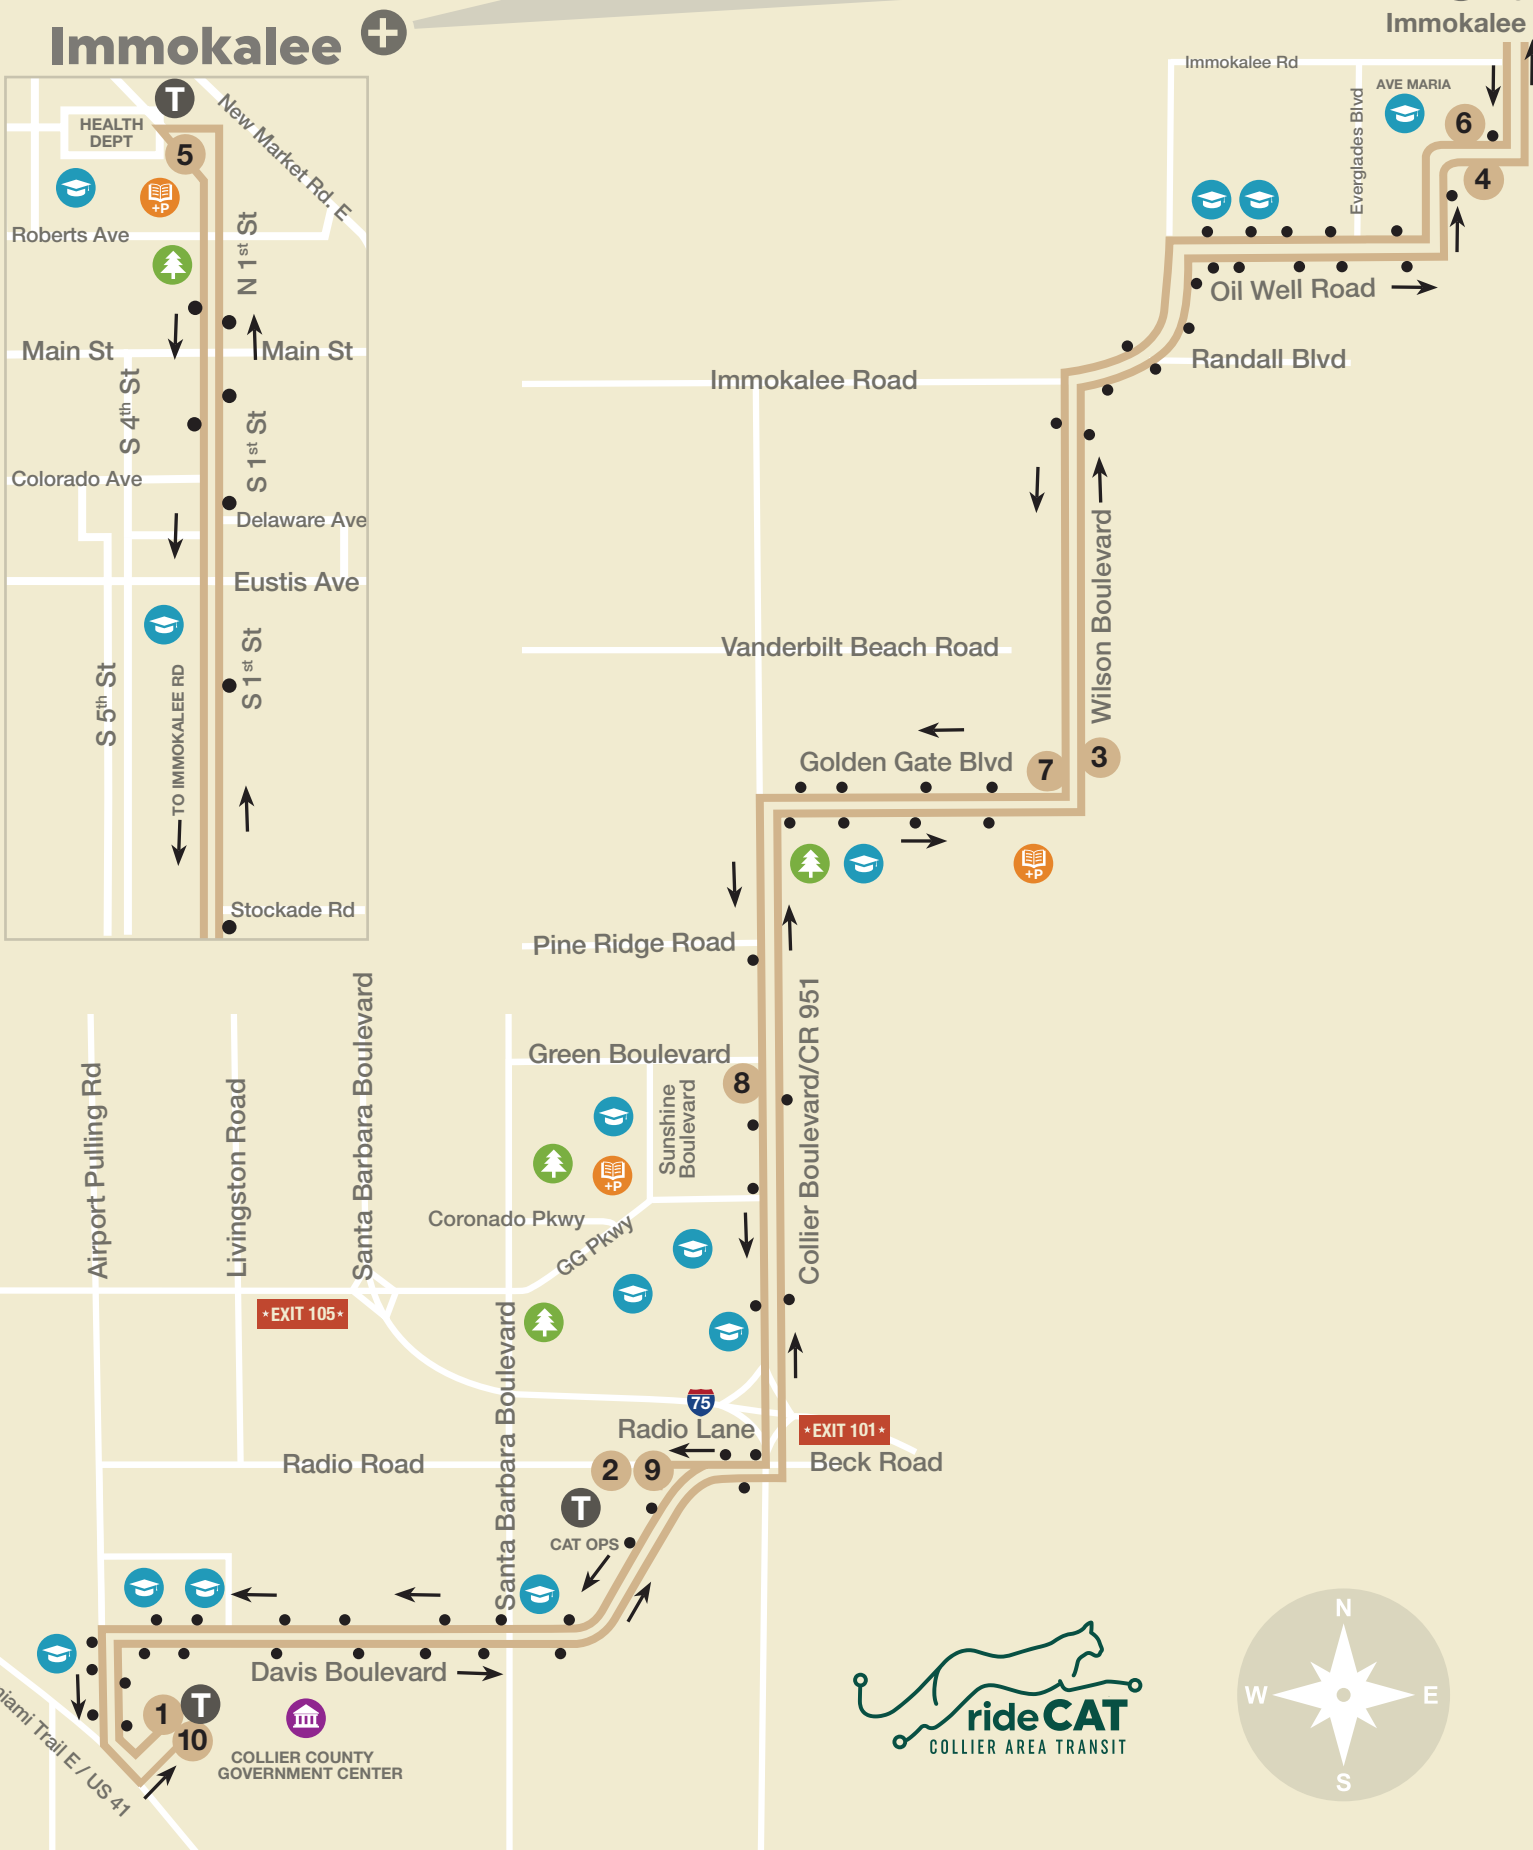 Immokalee
Immokalee
T
HEALTH
DEPT
5
New Market Rd. E
+P
Roberts Ave
N 1st St
Main St
Main St
S 4th St
S 1st St
Colorado Ave
Delaware Ave
Eustis Ave
S 5th St
TO IMMOKALEE RD
S 1st St
Stockade Rd
Immokalee Rd
AVE MARIA
Everglades Blvd
6
4
Oil Well Road
Randall Blvd
Immokalee Road
Wilson Boulevard
Vanderbilt Beach Road
Golden Gate Blvd
7
3
+P
Pine Ridge Road
Collier Boulevard/CR 951
Green Boulevard
8
Sunshine
Boulevard
+P
Airport Pulling Rd
Livingston Road
Santa Barbara Boulevard
Coronado Pkwy
GG Pkwy
EXIT 105
Santa Barbara Boulevard
75
Radio Lane
EXIT 101
Radio Road
2
9
Beck Road
T
CAT OPS
Davis Boulevard
1
T
10
COLLIER COUNTY
GOVERNMENT CENTER
Trail E / US 41
rideCAT
COLLIER AREA TRANSIT
N
W
E
S